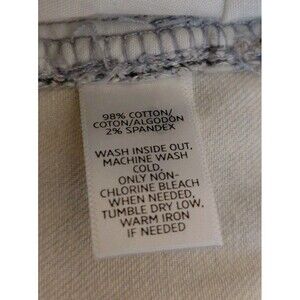 98% COTTON/
COTON/ALGODÓN
2% SPANDEX
WASH INSIDE OUT.
MACHINE WASH
COLD,
ONLY NON-
CHLORINE BLEACH
WHEN NEEDED,
TUMBLE DRY LOW.
WARM IRON
IF NEEDED